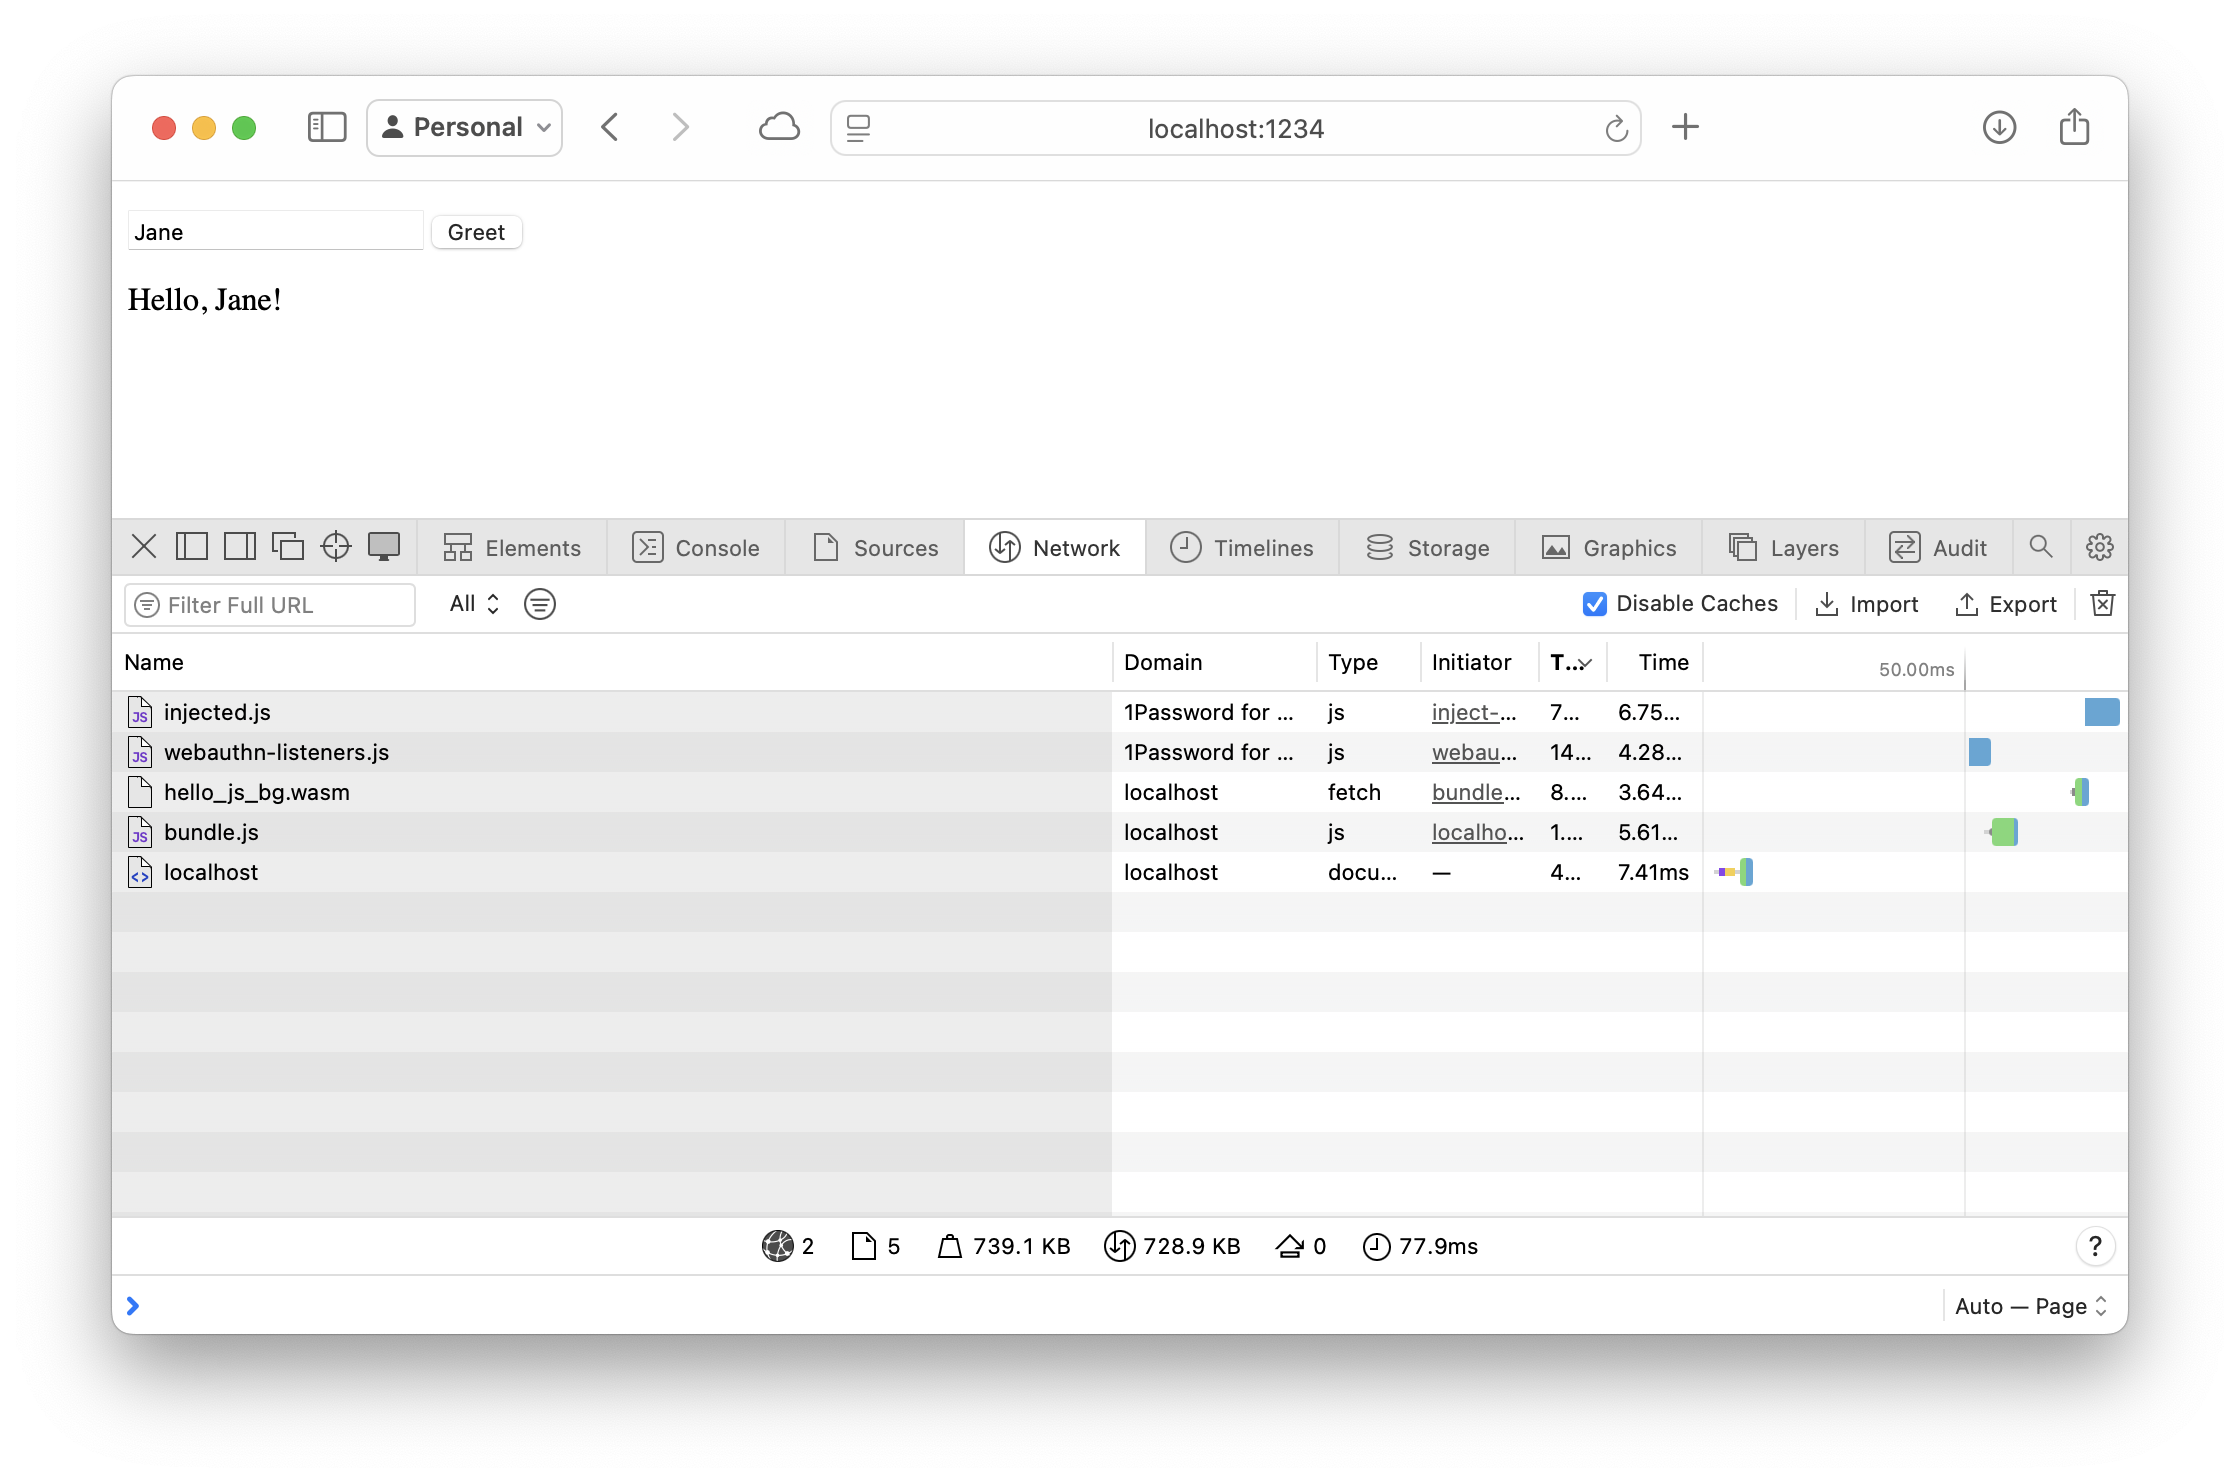 Personal
localhost:1234
Jane Greet
Hello, Jane!
Elements Console Sources Network Timelines Storage Graphics Layers Audit
Filter Full URL All Disable Caches Import Export
Name Domain Type Initiator T... Time 50.00ms
JS injected.js 1Password for ... js inject-... 7... 6.75...
JS webauthn-listeners.js 1Password for ... js webau... 14... 4.28...
hello_js_bg.wasm localhost fetch bundle... 8.... 3.64...
JS bundle.js localhost js localho... 1.... 5.61...
<> localhost localhost docu... — 4... 7.41ms
2 5 739.1 KB 728.9 KB 0 77.9ms ?
Auto — Page